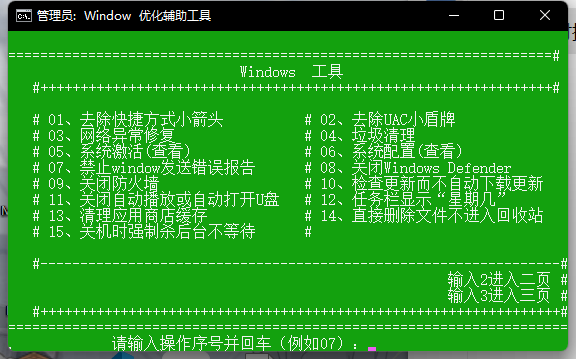 管理员: Window 优化辅助工具
==================================================================#
Windows 工具
#++++++++++++++++++++++++++++++++++++++++++++++++++++++++++++++#
# 01、去除快捷方式小箭头 # 02、去除UAC小盾牌
# 03、网络异常修复 # 04、垃圾清理
# 05、系统激活(查看) # 06、系统配置(查看)
# 07、禁止window发送错误报告 # 08、关闭Windows Defender
# 09、关闭防火墙 # 10、检查更新而不自动下载更新
# 11、关闭自动播放或自动打开U盘 # 12、任务栏显示“星期几”
# 13、清理应用商店缓存 # 14、直接删除文件不进入回收站
# 15、关机时强制杀后台不等待 #
#---------------------------------------------------------------#
输入2进入二页 #
输入3进入三页 #
#+++++++++++++++++++++++++++++++++++++++++++++++++++++++++++++++#
====================================================================
. 请输入操作序号并回车（例如07）：